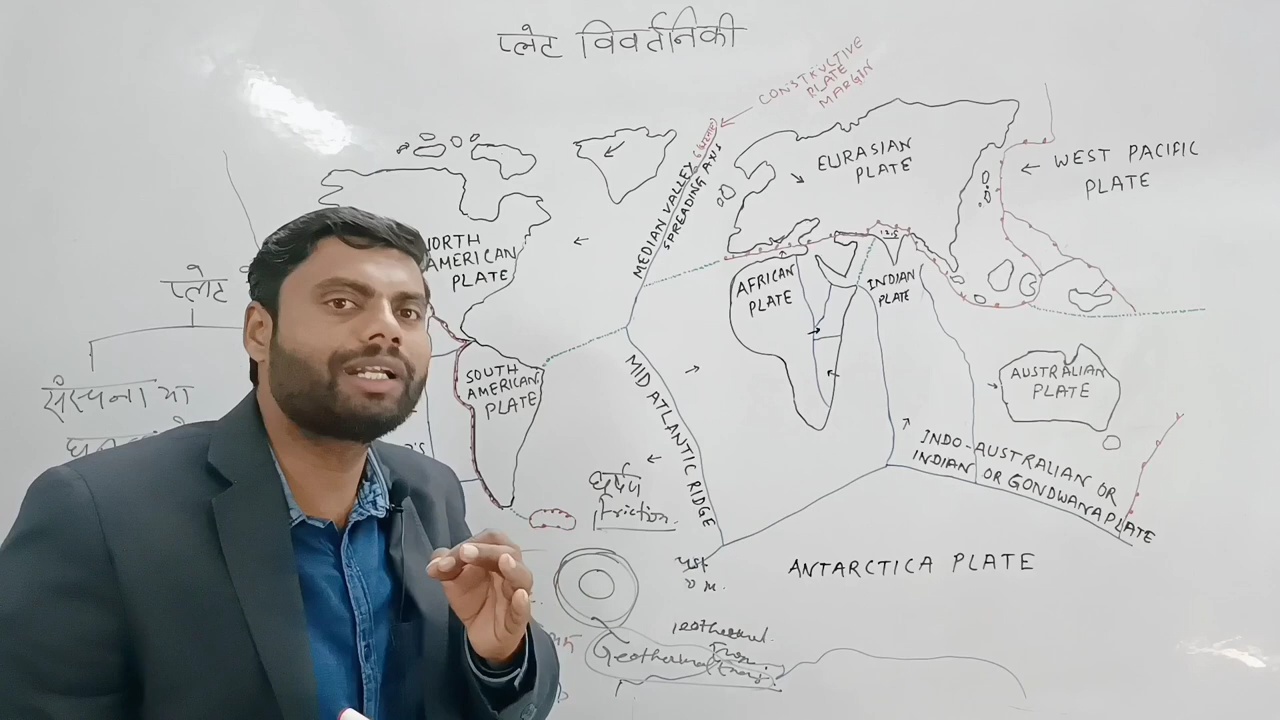 प्लेट विवर्तनिकी
CONSTRUCTIVE
PLATE
MARGIN
EURASIAN
PLATE
WEST PACIFIC
PLATE
MEDIAN VALLEY
SPREADING AXIS
NORTH
AMERICAN
PLATE
AFRICAN
PLATE
INDIAN
PLATE
प्लेट
संरचना या
SOUTH
AMERICAN
PLATE
MID ATLANTIC RIDGE
AUSTRALIAN
PLATE
INDO-AUSTRALIAN OR
INDIAN OR GONDWANA PLATE
घर्षण
friction.
ANTARCTICA PLATE
Geothermal